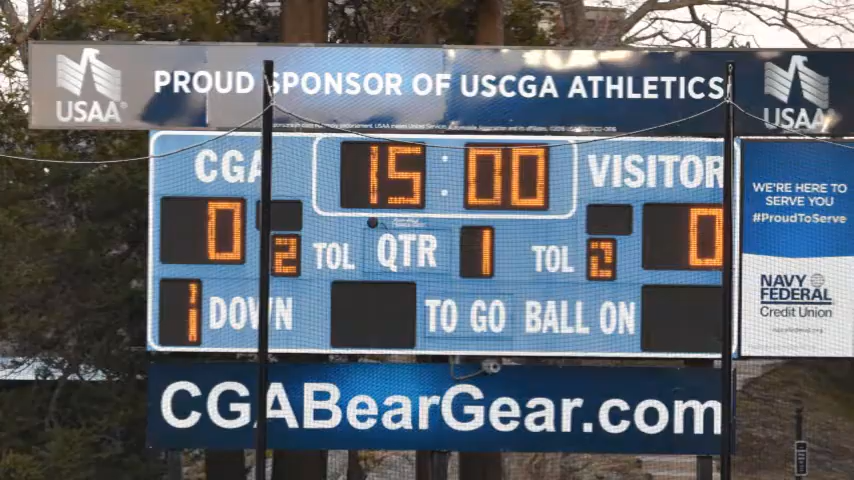 USAA®
PROUD SPONSOR OF USCGA ATHLETICS
USAA
CGA 15:00 VISITOR
0 2 TOL QTR 1 TOL 2 0
1 DOWN TO GO BALL ON
WE'RE HERE TO
SERVE YOU
#ProudToServe
NAVY
FEDERAL
Credit Union
navyfederal.org
CGABearGear.com